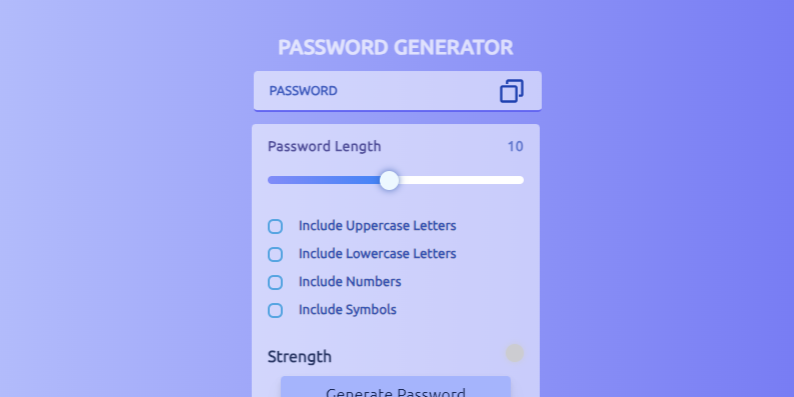 PASSWORD GENERATOR
PASSWORD
Password Length 10
Include Uppercase Letters
Include Lowercase Letters
Include Numbers
Include Symbols
Strength
Generate Password